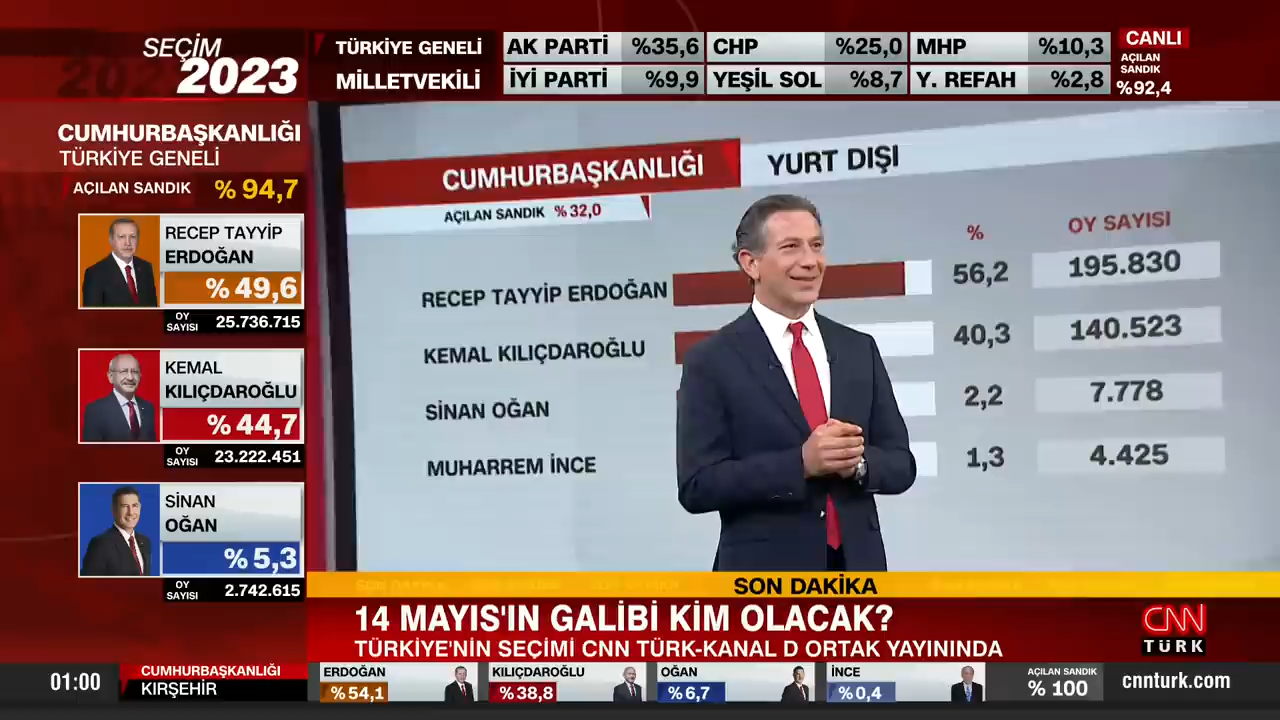 SEÇİM
2023
TÜRKİYE GENELİ
MİLLETVEKİLİ
AK PARTİ %35,6 CHP %25,0 MHP %10,3
İYİ PARTİ %9,9 YEŞİL SOL %8,7 Y. REFAH %2,8
CANLI
AÇILAN
SANDIK
%92,4
CUMHURBAŞKANLIĞI
TÜRKİYE GENELİ
AÇILAN SANDIK % 94,7
RECEP TAYYİP
ERDOĞAN
% 49,6
OY
SAYISI
25.736.715
KEMAL
KILIÇDAROĞLU
% 44,7
OY
SAYISI
23.222.451
SİNAN
OĞAN
% 5,3
OY
SAYISI
2.742.615
CUMHURBAŞKANLIĞI YURT DIŞI
AÇILAN SANDIK % 32,0
% OY SAYISI
RECEP TAYYİP ERDOĞAN 56,2 195.830
KEMAL KILIÇDAROĞLU 40,3 140.523
SİNAN OĞAN 2,2 7.778
MUHARREM İNCE 1,3 4.425
SON DAKİKA
14 MAYIS'IN GALİBİ KİM OLACAK?
TÜRKİYE'NİN SEÇİMİ CNN TÜRK-KANAL D ORTAK YAYININDA
CNN
TÜRK
01:00
CUMHURBAŞKANLIĞI
KIRŞEHİR
ERDOĞAN
% 54,1
KILIÇDAROĞLU
% 38,8
OĞAN
% 6,7
İNCE
% 0,4
AÇILAN SANDIK
% 100
cnnturk.com